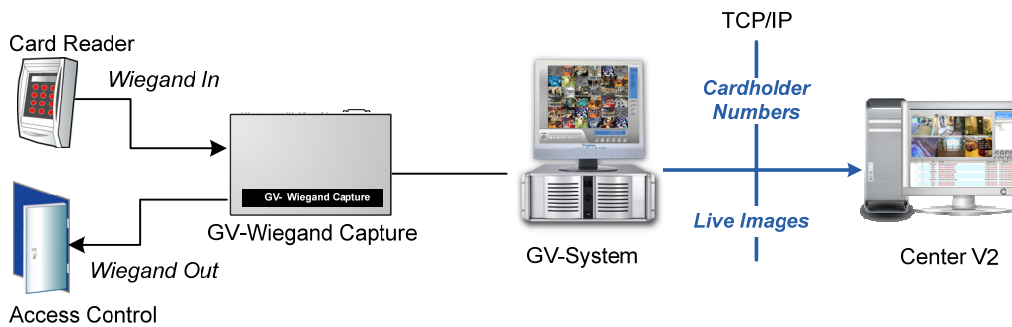 Card Reader
Wiegand In
GV- Wiegand Capture
GV-Wiegand Capture
Wiegand Out
Access Control
GV-System
TCP/IP
Cardholder
Numbers
Live Images
Center V2